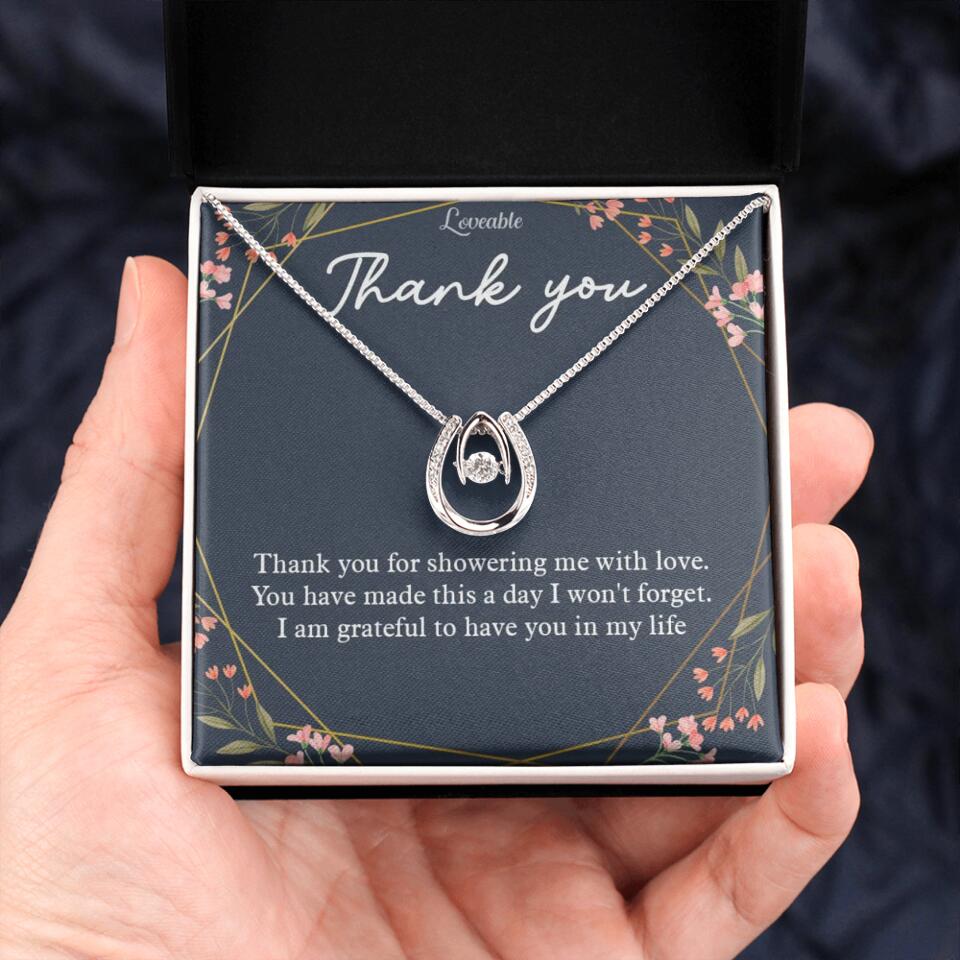 Loveable
Thank you
Thank you for showering me with love.
You have made this a day I won't forget.
I am grateful to have you in my life